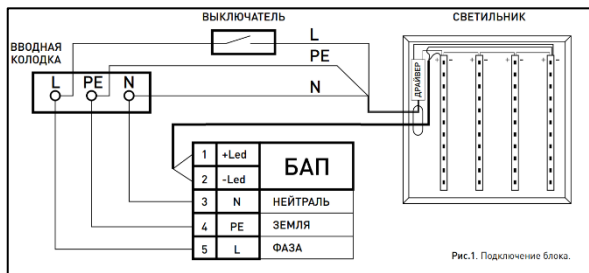 ВЫКЛЮЧАТЕЛЬ
СВЕТИЛЬНИК
ВВОДНАЯ
КОЛОДКА
L PE N
L
PE
N
ДРАЙВЕР
+ - + - + - + -
1 +Led
2 -Led
БАП
3 N НЕЙТРАЛЬ
4 PE ЗЕМЛЯ
5 L ФАЗА
Рис.1. Подключение блока.